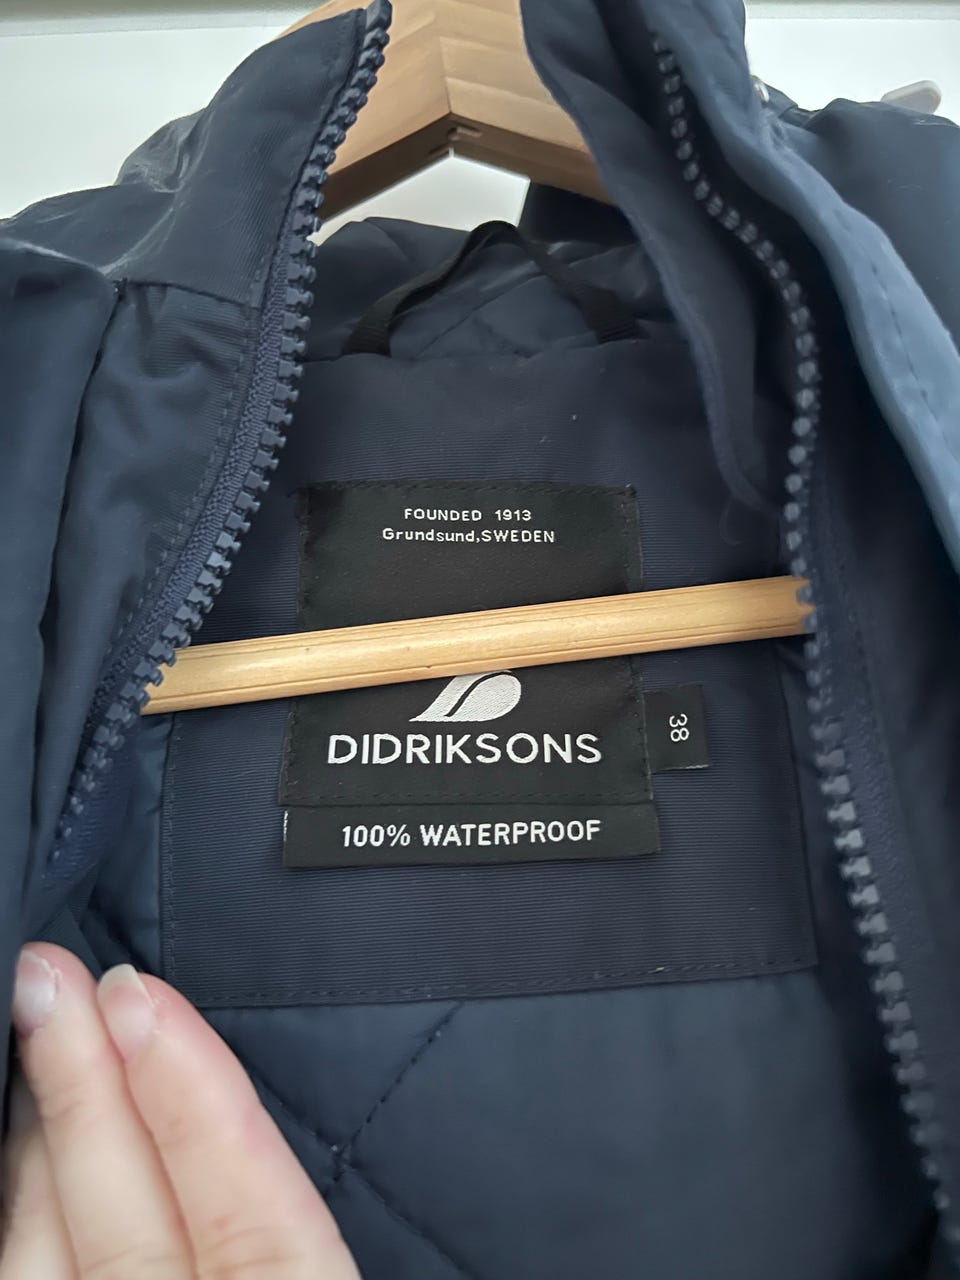 FOUNDED 1913
Grundsund,SWEDEN
DIDRIKSONS
38
100% WATERPROOF